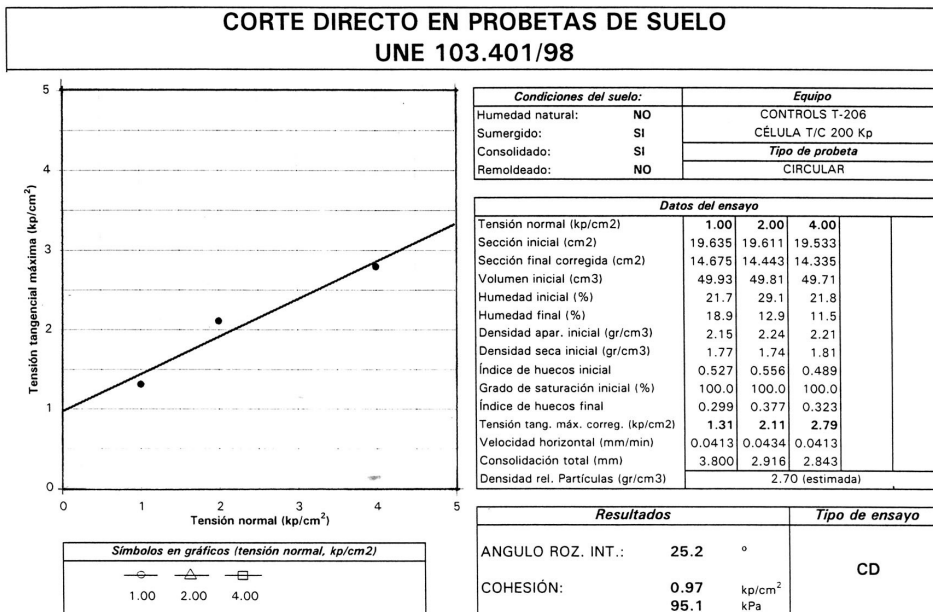 CORTE DIRECTO EN PROBETAS DE SUELO
UNE 103.401/98
5
4
3
2
1
0
Tensión tangencial máxima (kp/cm²)
0 1 2 3 4 5
Tensión normal (kp/cm²)
Símbolos en gráficos (tensión normal, kp/cm2)
1.00 2.00 4.00
Condiciones del suelo: Equipo
Humedad natural: NO CONTROLS T-206
Sumergido: SI CÉLULA T/C 200 Kp
Consolidado: SI Tipo de probeta
Remoldeado: NO CIRCULAR
Datos del ensayo
Tensión normal (kp/cm2) 1.00 2.00 4.00
Sección inicial (cm2) 19.635 19.611 19.533
Sección final corregida (cm2) 14.675 14.443 14.335
Volumen inicial (cm3) 49.93 49.81 49.71
Humedad inicial (%) 21.7 29.1 21.8
Humedad final (%) 18.9 12.9 11.5
Densidad apar. inicial (gr/cm3) 2.15 2.24 2.21
Densidad seca inicial (gr/cm3) 1.77 1.74 1.81
Índice de huecos inicial 0.527 0.556 0.489
Grado de saturación inicial (%) 100.0 100.0 100.0
Índice de huecos final 0.299 0.377 0.323
Tensión tang. máx. correg. (kp/cm2) 1.31 2.11 2.79
Velocidad horizontal (mm/min) 0.0413 0.0434 0.0413
Consolidación total (mm) 3.800 2.916 2.843
Densidad rel. Partículas (gr/cm3) 2.70 (estimada)
Resultados Tipo de ensayo
ANGULO ROZ. INT.: 25.2 º
CD
COHESIÓN: 0.97 kp/cm²
95.1 kPa